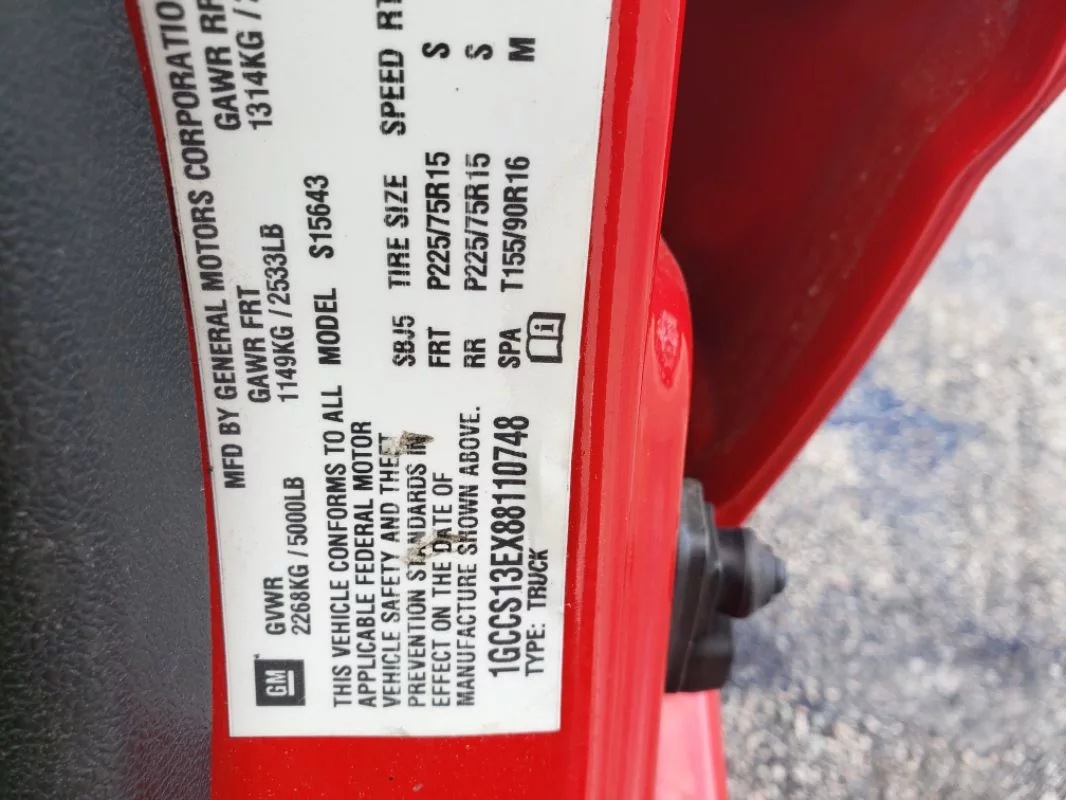 MFD BY GENERAL MOTORS CORPORATIO
GVWR GAWR FRT GAWR RR
2268KG / 5000LB 1149KG / 2533LB 1314KG /
THIS VEHICLE CONFORMS TO ALL MODEL S15643
APPLICABLE FEDERAL MOTOR
VEHICLE SAFETY AND THEFT SBJ5 TIRE SIZE SPEED RT
PREVENTION STANDARDS IN FRT P225/75R15 S
EFFECT ON THE DATE OF RR P225/75R15 S
MANUFACTURE SHOWN ABOVE. SPA T155/90R16 M
1GCCS13EX88110748
TYPE: TRUCK
GM